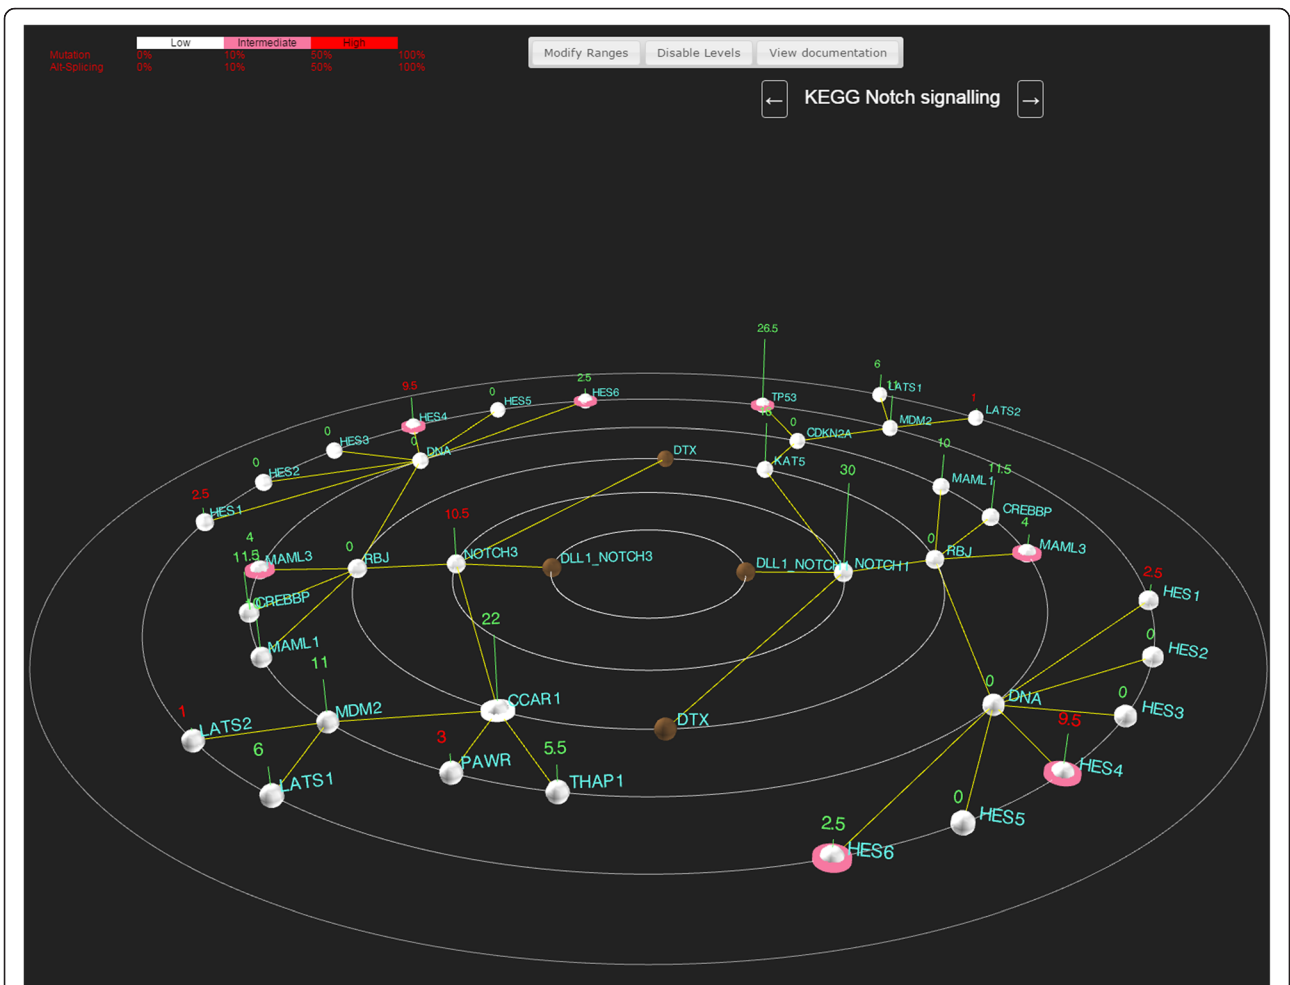 Low Intermediate High
Mutation 0% 10% 50% 100%
Alt-Splicing 0% 10% 50% 100%
Modify Ranges Disable Levels View documentation
← KEGG Notch signalling →
26.5
9.5 0 2.5 6
HES4 HES5 HES6 TP53 LATS1 11 1
0 0 0 LATS2
HES3 DNA CDKN2A MDM2
0 10
HES2 DTX KAT5 30 MAML1 11.5
2.5
HES1 10.5 CREBBP
4 0 0 4
11.5 MAML3 RBJ NOTCH3 DLL1_NOTCH3 DLL1_NOTCH1 NOTCH1 RBJ MAML3
2.5
CREBBP HES1
22 0
MAML1 HES2
11 0 0
MDM2 CCAR1 DNA HES3
1 9.5
LATS2 DTX
6 3 5.5
LATS1 PAWR THAP1 HES4
0
2.5 HES5
HES6